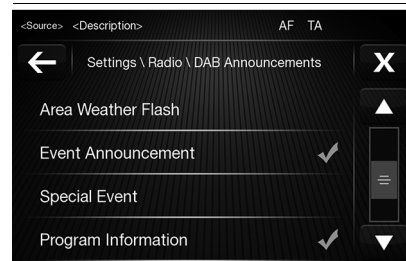 <Source> <Description> AF TA
Settings \ Radio \ DAB Announcements X
Area Weather Flash
Event Announcement
Special Event
Program Information